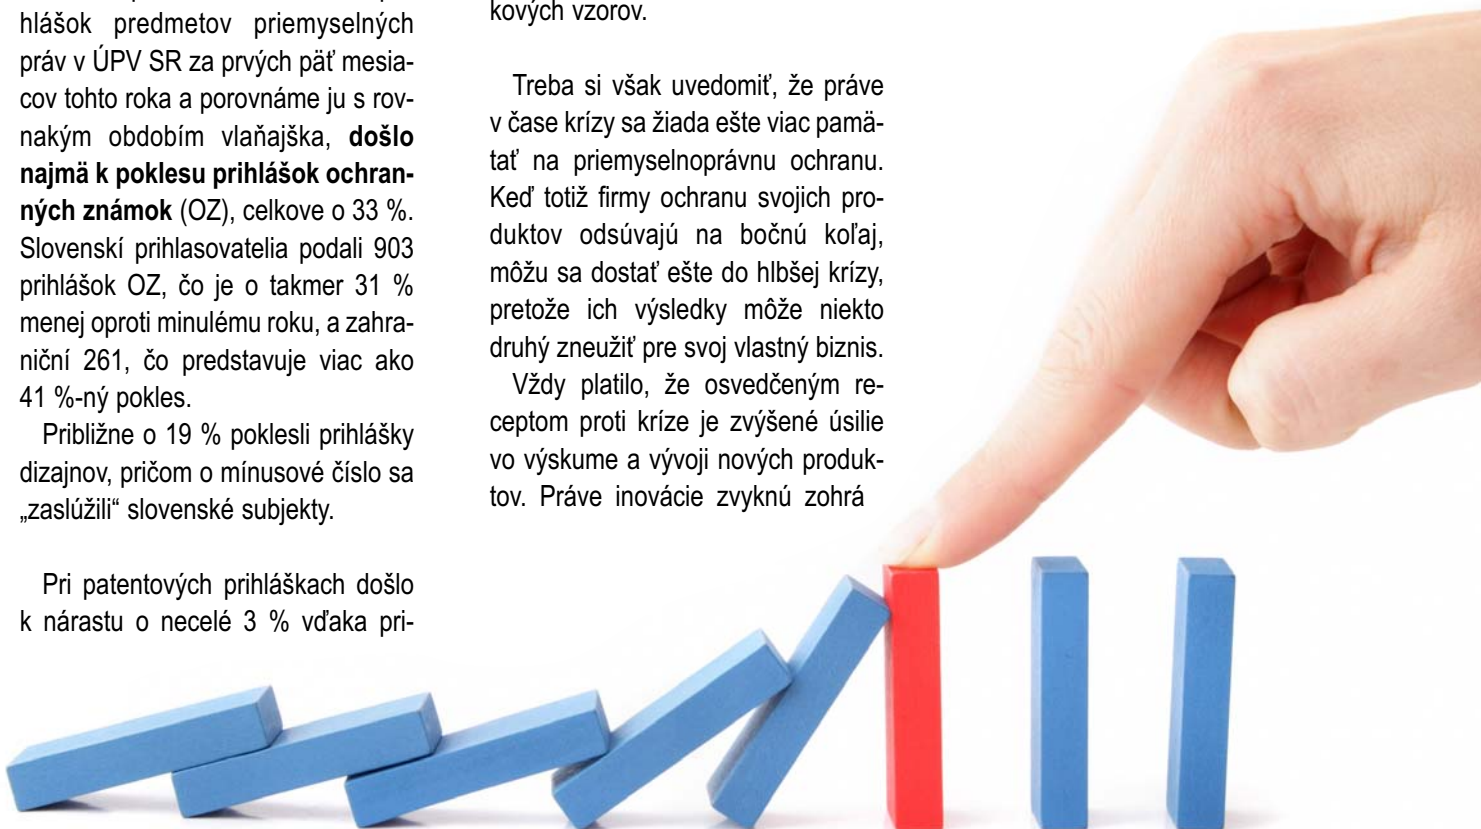 hlášok predmetov priemyselných
práv v ÚPV SR za prvých päť mesia-
cov tohto roka a porovnáme ju s rov-
nakým obdobím vlaňajška, došlo
najmä k poklesu prihlášok ochran-
ných známok (OZ), celkove o 33 %.
Slovenskí prihlasovatelia podali 903
prihlášok OZ, čo je o takmer 31 %
menej oproti minulému roku, a zahra-
niční 261, čo predstavuje viac ako
41 %-ný pokles.
Približne o 19 % poklesli prihlášky
dizajnov, pričom o mínusové číslo sa
„zaslúžili“ slovenské subjekty.
Pri patentových prihláškach došlo
k nárastu o necelé 3 % vďaka pri-
kových vzorov.
Treba si však uvedomiť, že práve
v čase krízy sa žiada ešte viac pamä-
tať na priemyselnoprávnu ochranu.
Keď totiž firmy ochranu svojich pro-
duktov odsúvajú na bočnú koľaj,
môžu sa dostať ešte do hlbšej krízy,
pretože ich výsledky môže niekto
druhý zneužiť pre svoj vlastný biznis.
Vždy platilo, že osvedčeným re-
ceptom proti kríze je zvýšené úsilie
vo výskume a vývoji nových produk-
tov. Práve inovácie zvyknú zohrá